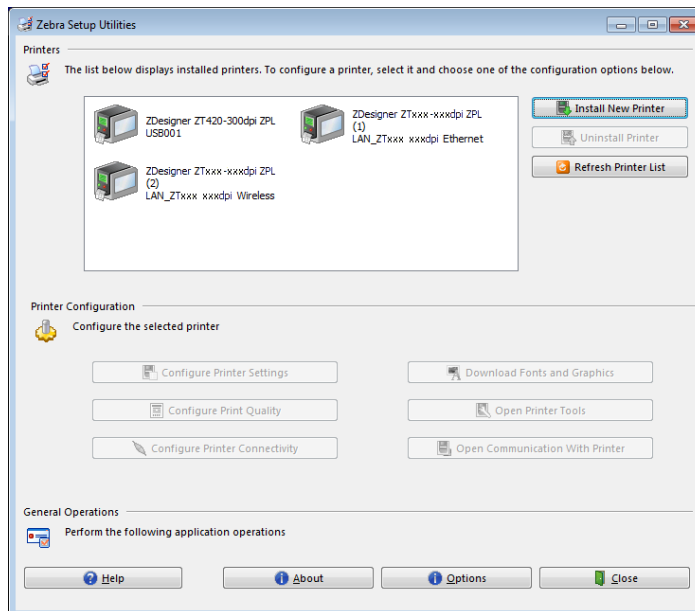 Zebra Setup Utilities
Printers
The list below displays installed printers. To configure a printer, select it and choose one of the configuration options below.
ZDesigner ZT420-300dpi ZPL
USB001
ZDesigner ZTxxx-xxxdpi ZPL
(1)
LAN_ZTxxx xxxdpi Ethernet
ZDesigner ZTxxx-xxxdpi ZPL
(2)
LAN_ZTxxx xxxdpi Wireless
Install New Printer
Uninstall Printer
Refresh Printer List
Printer Configuration
Configure the selected printer
Configure Printer Settings
Download Fonts and Graphics
Configure Print Quality
Open Printer Tools
Configure Printer Connectivity
Open Communication With Printer
General Operations
Perform the following application operations
Help
About
Options
Close